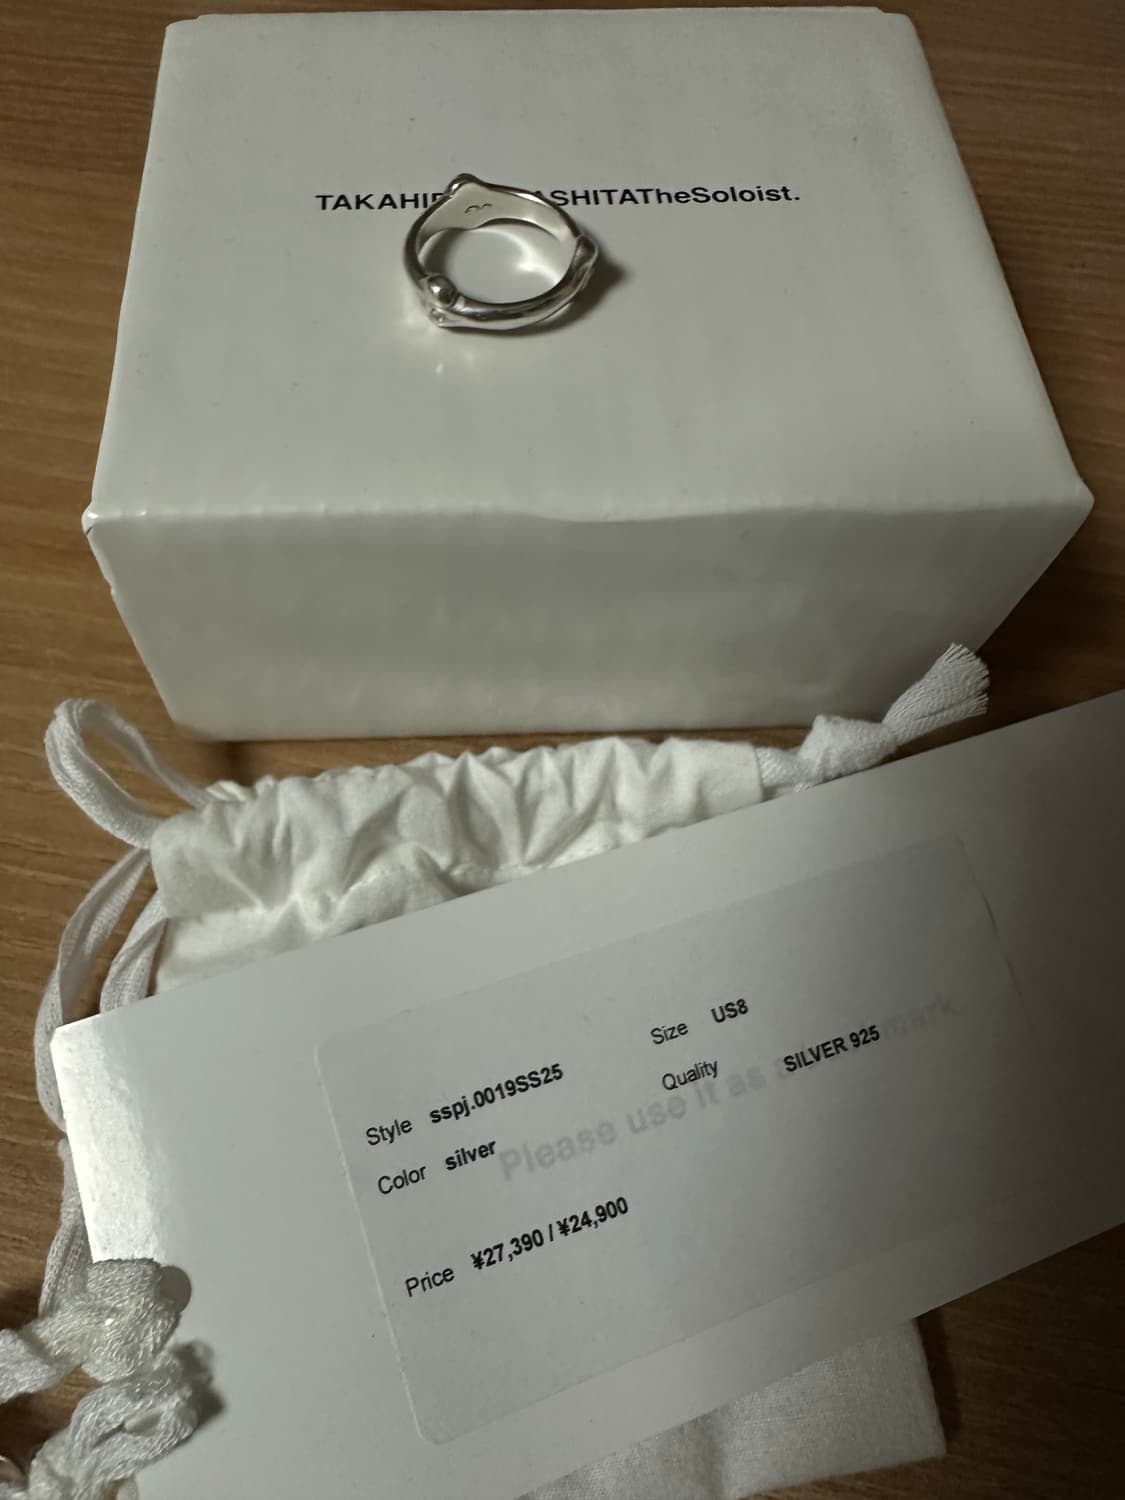 TAKAHI ASHITATheSoloist.
Size US8
Style sspj.0019SS25
Quality SILVER 925
Color silver
Please use it as mark.
Price ¥27,390 / ¥24,900